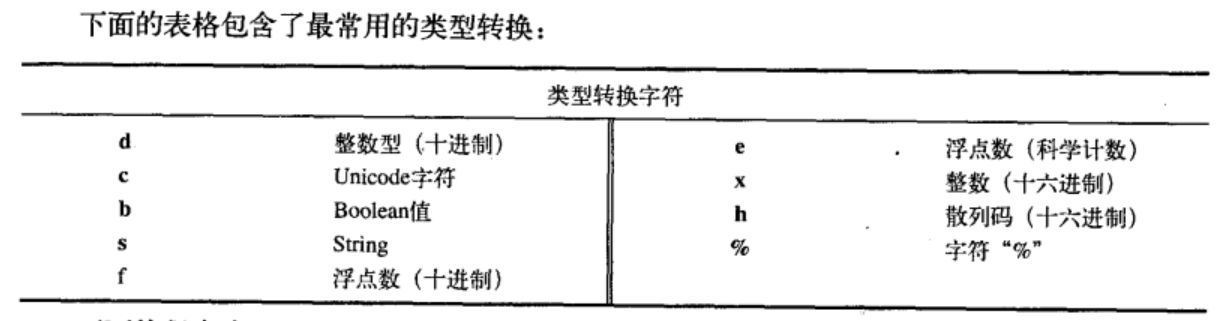 下面的表格包含了最常用的类型转换：
类型转换字符
d 整数型（十进制） e 浮点数（科学计数）
c Unicode字符 x 整数（十六进制）
b Boolean值 h 散列码（十六进制）
s String % 字符“%”
f 浮点数（十进制）